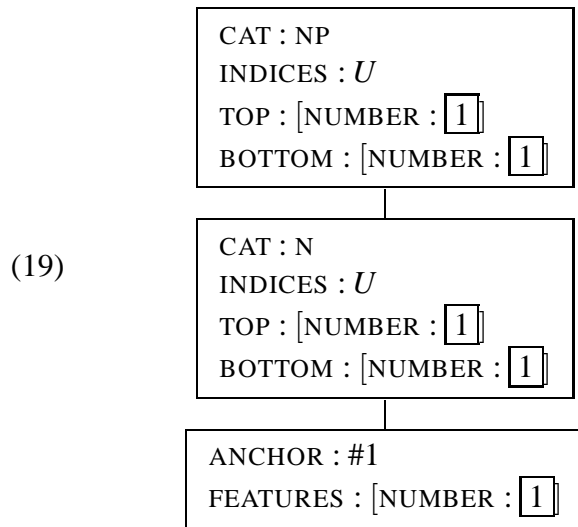 CAT : NP
INDICES : U
TOP : [NUMBER : 1]
BOTTOM : [NUMBER : 1]
(19)
CAT : N
INDICES : U
TOP : [NUMBER : 1]
BOTTOM : [NUMBER : 1]
ANCHOR : #1
FEATURES : [NUMBER : 1]